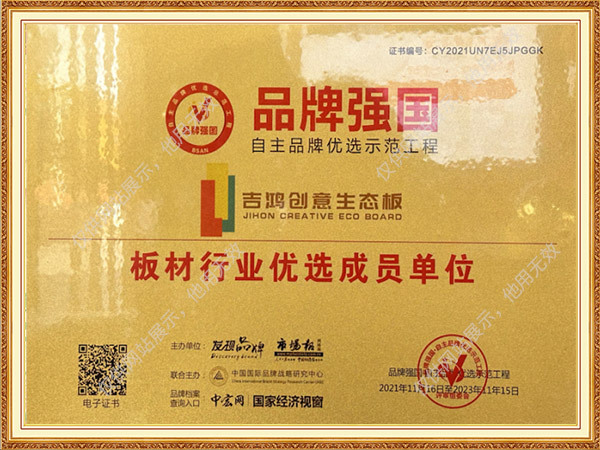 证书编号：CY2021UN7EJ5JPGGK
品牌强国
BSAN
品牌强国
自主品牌优选示范工程
吉鸿创意生态板
JIHON CREATIVE ECO BOARD
板材行业优选成员单位
主办单位：
发现品牌
Discovery brand
市场报
联合主办：
中国国际品牌战略研究中心
品牌档案
查询入口
中宏网
国家经济视窗
电子证书
品牌强国
优选示范工程
2021年11月16日至2023年11月15日